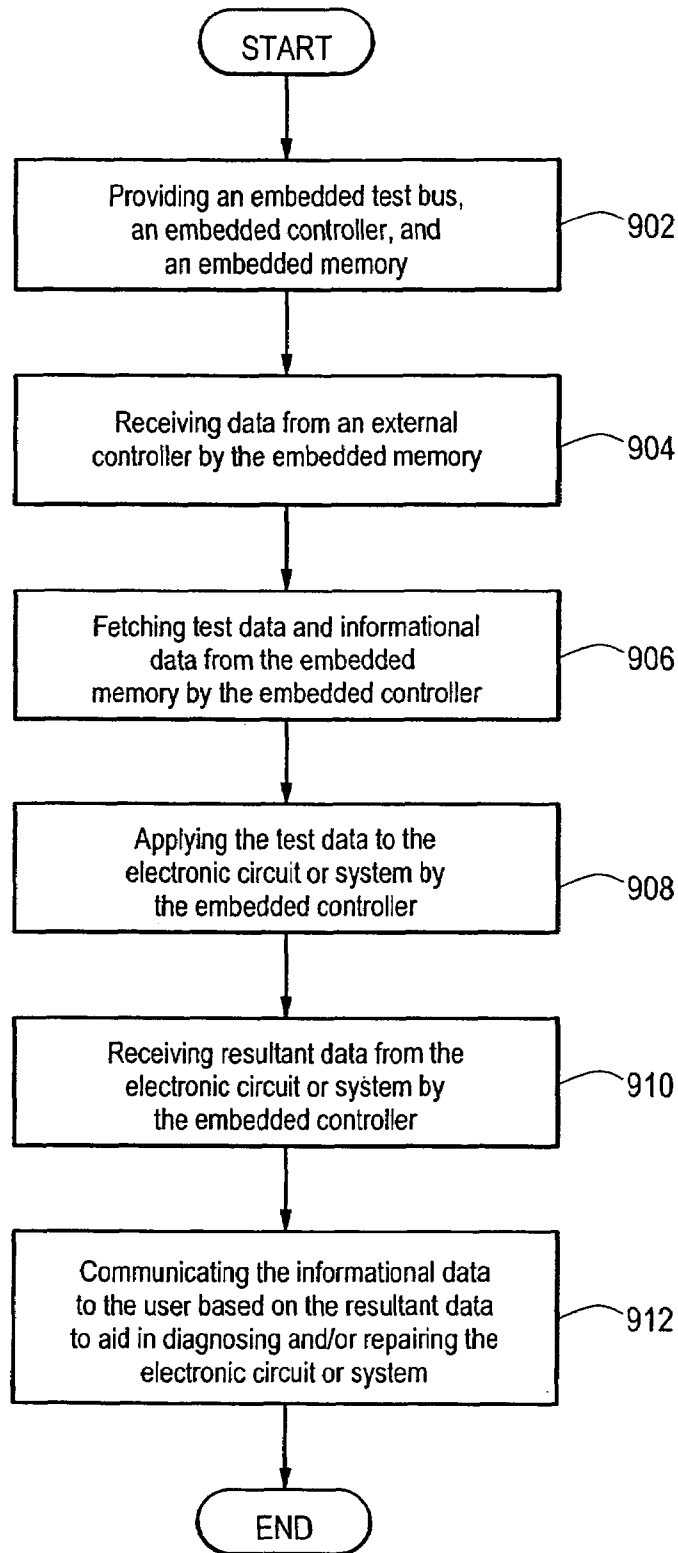 START
Providing an embedded test bus,
an embedded controller, and
an embedded memory
902
Receiving data from an external
controller by the embedded memory
904
Fetching test data and informational
data from the embedded
memory by the embedded controller
906
Applying the test data to the
electronic circuit or system by
the embedded controller
908
Receiving resultant data from the
electronic circuit or system by
the embedded controller
910
Communicating the informational data
to the user based on the resultant data
to aid in diagnosing and/or repairing the
electronic circuit or system
912
END